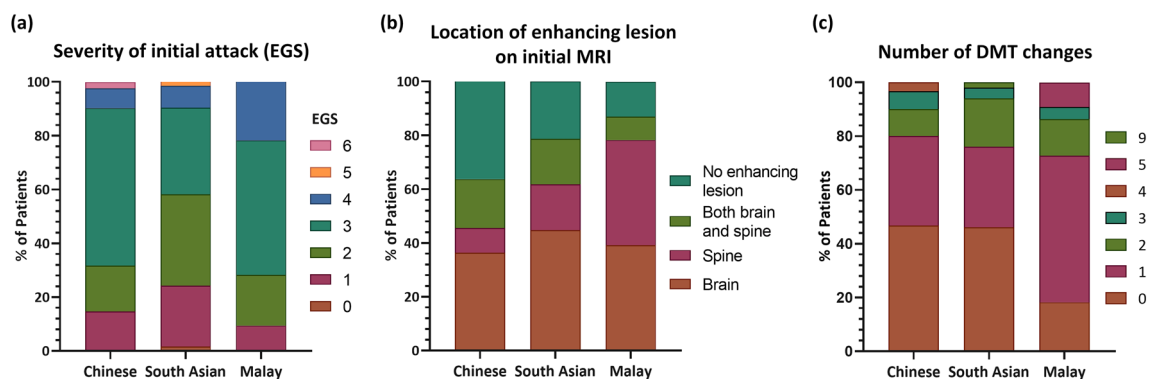 (a)
Severity of initial attack (EGS)
% of Patients
100
80
60
40
20
0
Chinese South Asian Malay
EGS
6
5
4
3
2
1
0
(b)
Location of enhancing lesion
on initial MRI
% of Patients
100
80
60
40
20
0
Chinese South Asian Malay
No enhancing
lesion
Both brain
and spine
Spine
Brain
(c)
Number of DMT changes
% of Patients
100
80
60
40
20
0
Chinese South Asian Malay
9
5
4
3
2
1
0